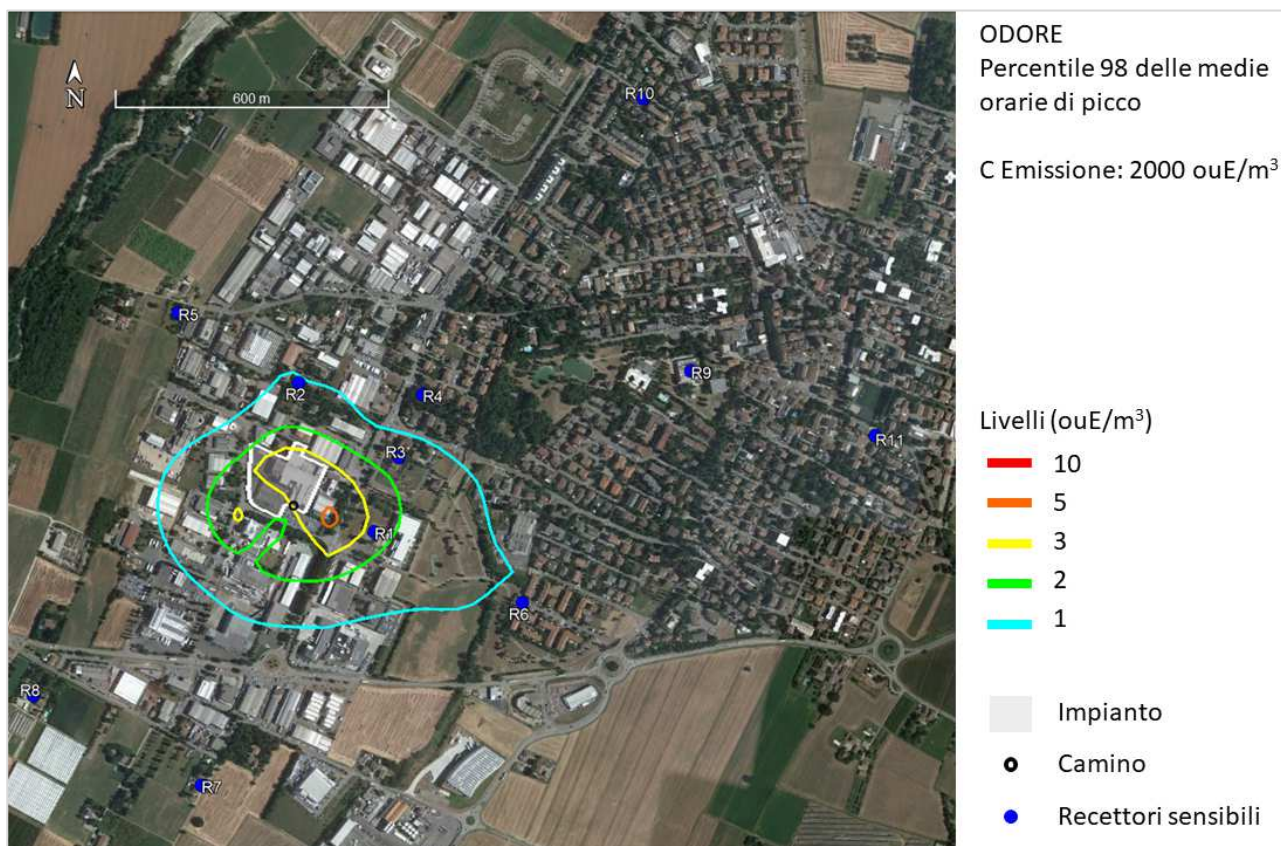 ODORE
Percentile 98 delle medie
orarie di picco
C Emissione: 2000 ouE/m³
N
600 m
R10
R5
R2
R4
R9
R3
R11
R1
R6
R8
R7
Livelli (ouE/m³)
10
5
3
2
1
Impianto
Camino
Recettori sensibili